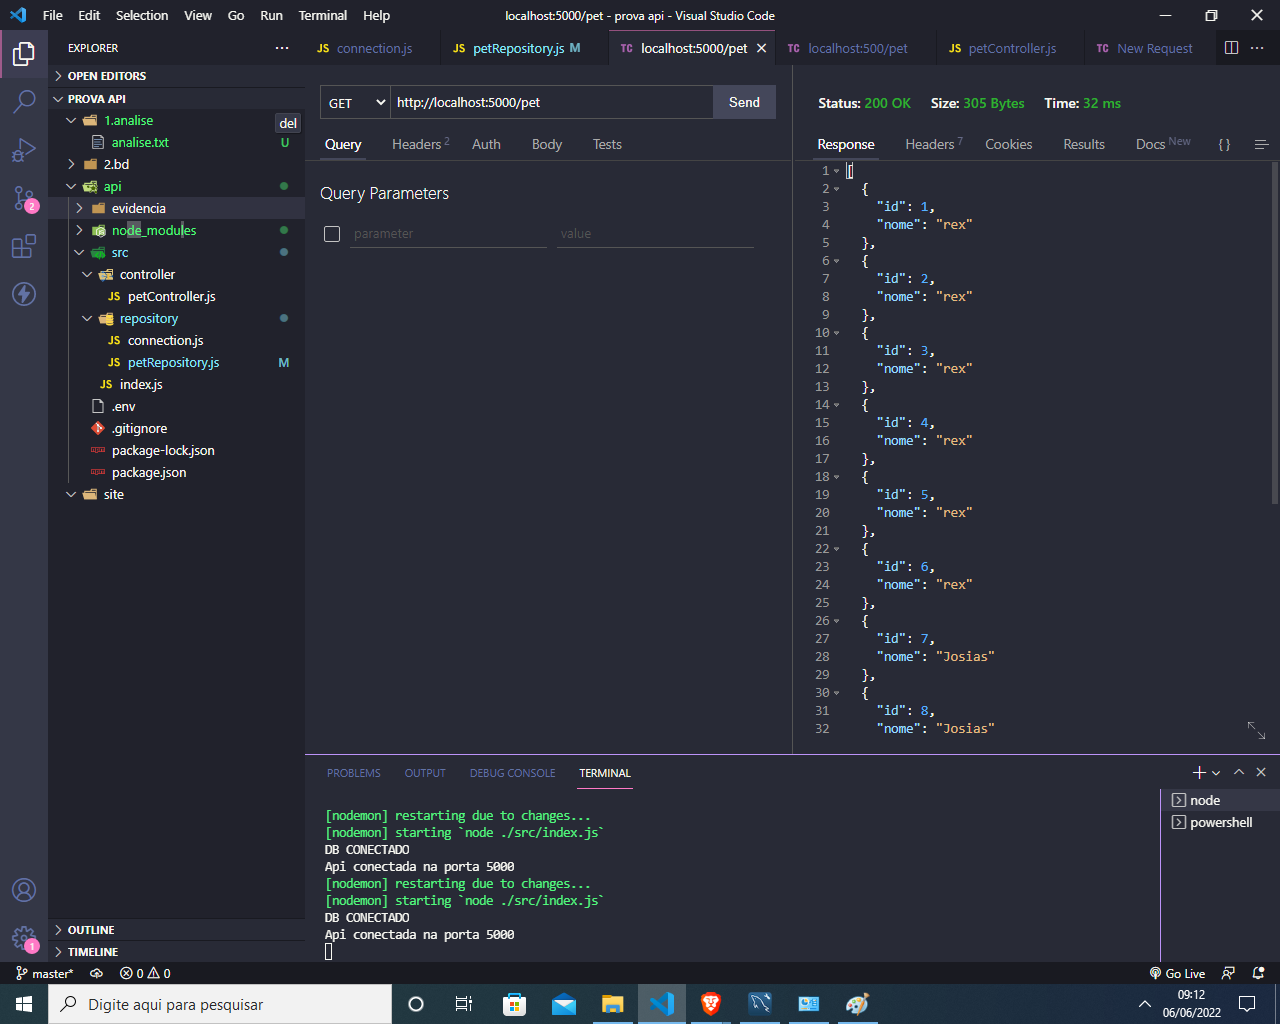 File Edit Selection View Go Run Terminal Help
localhost:5000/pet - prova api - Visual Studio Code
EXPLORER
OPEN EDITORS
PROVA API
1.analise
del
analise.txt U
2.bd
api
evidencia
node_modules
src
controller
JS petController.js
repository
JS connection.js
JS petRepository.js M
JS index.js
.env
.gitignore
package-lock.json
package.json
site
OUTLINE
TIMELINE
JS connection.js
JS petRepository.js M
TC localhost:5000/pet
TC localhost:500/pet
JS petController.js
TC New Request
GET http://localhost:5000/pet Send
Query Headers 2 Auth Body Tests
Query Parameters
parameter value
Status: 200 OK Size: 305 Bytes Time: 32 ms
Response Headers 7 Cookies Results Docs New {}
1 [
2 {
3 "id": 1,
4 "nome": "rex"
5 },
6 {
7 "id": 2,
8 "nome": "rex"
9 },
10 {
11 "id": 3,
12 "nome": "rex"
13 },
14 {
15 "id": 4,
16 "nome": "rex"
17 },
18 {
19 "id": 5,
20 "nome": "rex"
21 },
22 {
23 "id": 6,
24 "nome": "rex"
25 },
26 {
27 "id": 7,
28 "nome": "Josias"
29 },
30 {
31 "id": 8,
32 "nome": "Josias"
PROBLEMS OUTPUT DEBUG CONSOLE TERMINAL
[nodemon] restarting due to changes...
[nodemon] starting `node ./src/index.js`
DB CONECTADO
Api conectada na porta 5000
[nodemon] restarting due to changes...
[nodemon] starting `node ./src/index.js`
DB CONECTADO
Api conectada na porta 5000
node
powershell
2
1
master* 0 0
Go Live
Digite aqui para pesquisar
09:12
06/06/2022